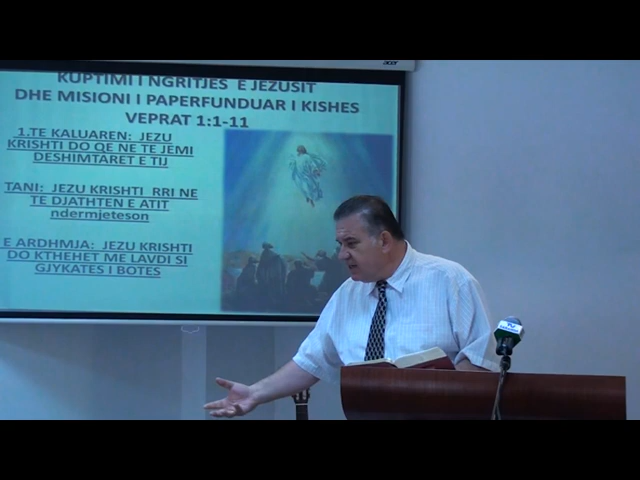 acer
KUPTIMI I NGRITJES E JEZUSIT
DHE MISIONI I PAPERFUNDUAR I KISHES
VEPRAT 1:1-11
1.TE KALUAREN: JEZU
KRISHTI DO QE NE TE JEMI
DESHIMTARET E TIJ
TANI: JEZU KRISHTI RRI NE
TE DJATHTEN E ATIT
ndermjeteson
E ARDHMJA: JEZU KRISHTI
DO KTHEHET ME LAVDI SI
GJYKATES I BOTES